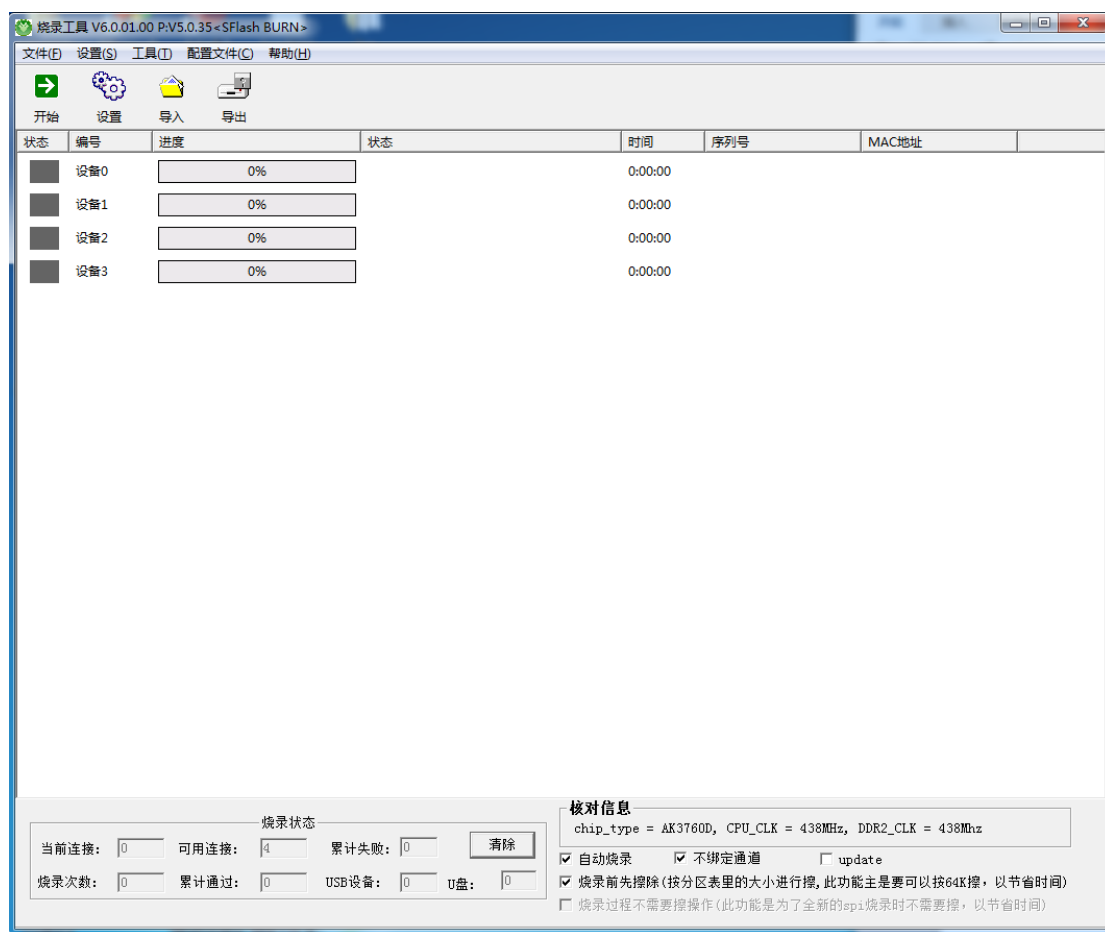 烧录工具 V6.0.01.00 P:V5.0.35<SFlash BURN>
文件(F) 设置(S) 工具(T) 配置文件(C) 帮助(H)
开始 设置 导入 导出
状态 编号 进度 状态 时间 序列号 MAC地址
设备0 0% 0:00:00
设备1 0% 0:00:00
设备2 0% 0:00:00
设备3 0% 0:00:00
烧录状态
当前连接: 0 可用连接: 4 累计失败: 0 清除
烧录次数: 0 累计通过: 0 USB设备: 0 U盘: 0
核对信息
chip_type = AK3760D, CPU_CLK = 438MHz, DDR2_CLK = 438Mhz
自动烧录 不绑定通道 update
烧录前先擦除(按分区表里的大小进行擦,此功能主是要可以按64K擦，以节省时间)
烧录过程不需要擦操作(此功能是为了全新的spi烧录时不需要擦，以节省时间)